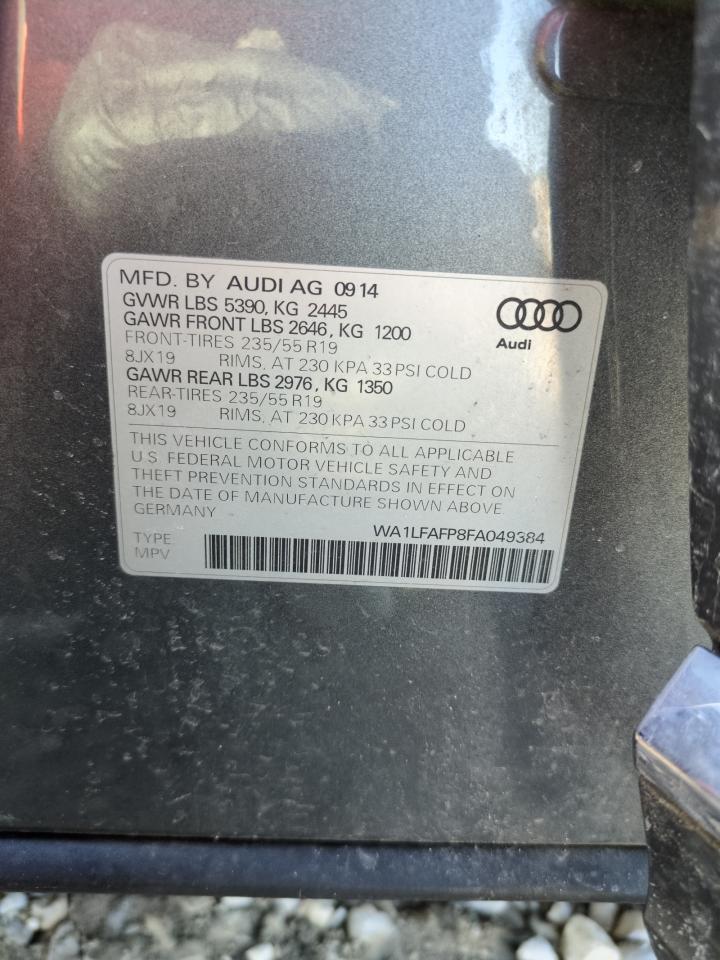 MFD. BY AUDI AG 0914
GVWR LBS 5390, KG 2445
GAWR FRONT LBS 2646, KG 1200
FRONT-TIRES 235/55 R19
8JX19 RIMS, AT 230 KPA 33 PSI COLD
GAWR REAR LBS 2976, KG 1350
REAR-TIRES 235/55 R19
8JX19 RIMS, AT 230 KPA 33 PSI COLD
Audi
THIS VEHICLE CONFORMS TO ALL APPLICABLE
U.S. FEDERAL MOTOR VEHICLE SAFETY AND
THEFT PREVENTION STANDARDS IN EFFECT ON
THE DATE OF MANUFACTURE SHOWN ABOVE
GERMANY
WA1LFAFP8FA049384
TYPE
MPV